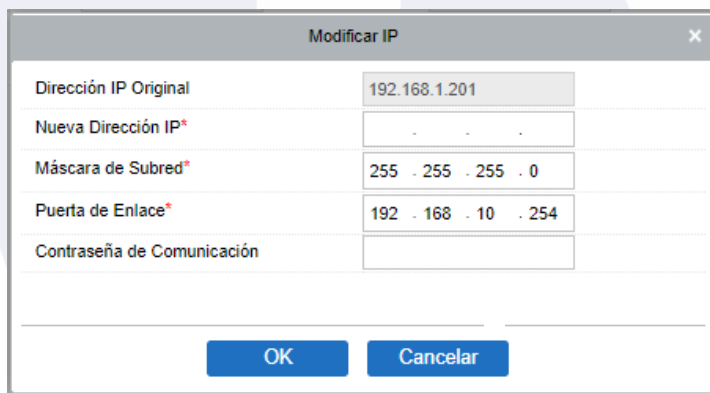 Modificar IP ×
Dirección IP Original 192.168.1.201
Nueva Dirección IP* . . .
Máscara de Subred* 255 . 255 . 255 . 0
Puerta de Enlace* 192 . 168 . 10 . 254
Contraseña de Comunicación
OK Cancelar